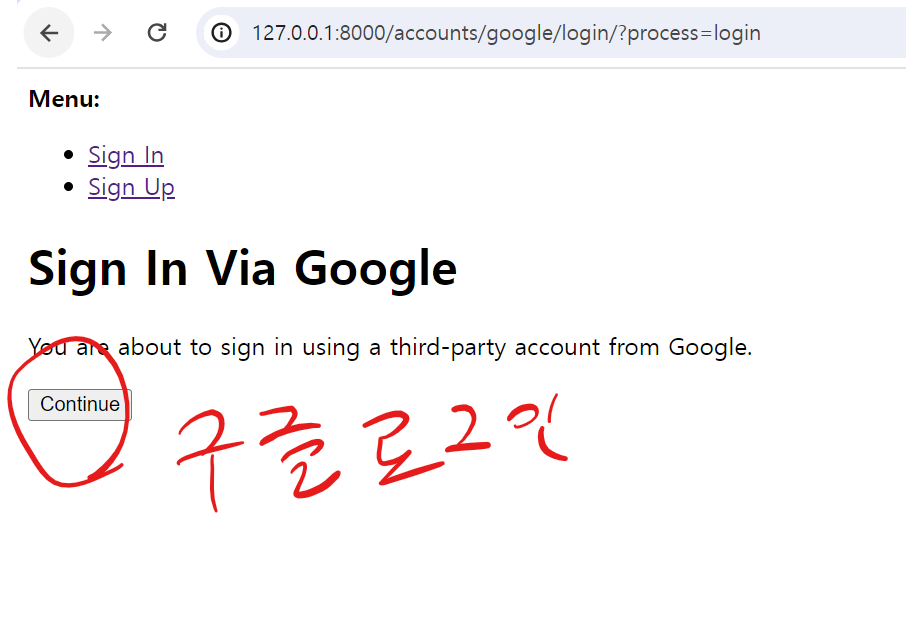 127.0.0.1:8000/accounts/google/login/?process=login
Menu:
Sign In
Sign Up
Sign In Via Google
You are about to sign in using a third-party account from Google.
Continue
구글 로그인